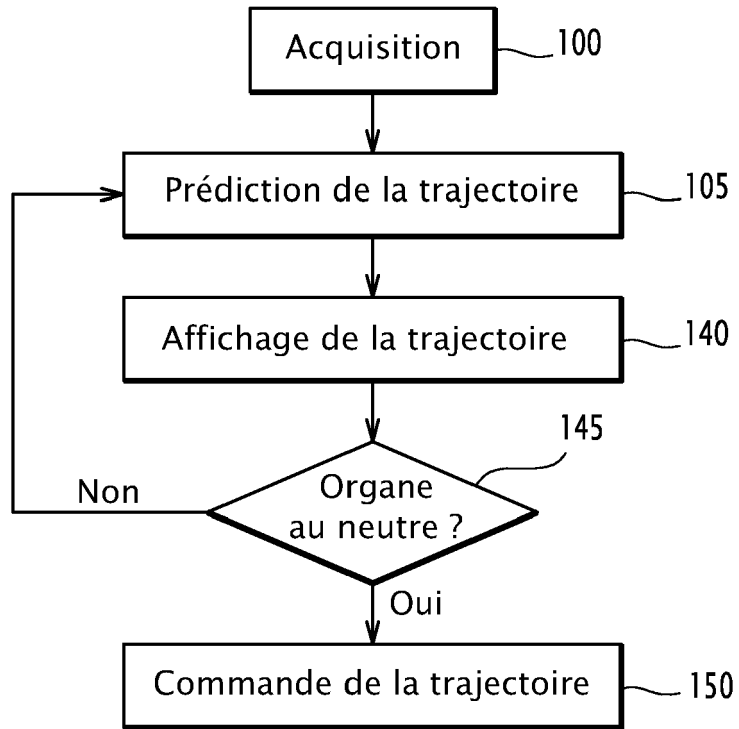 Acquisition
100
Prédiction de la trajectoire
105
Affichage de la trajectoire
140
145
Organe
au neutre ?
Non
Oui
Commande de la trajectoire
150